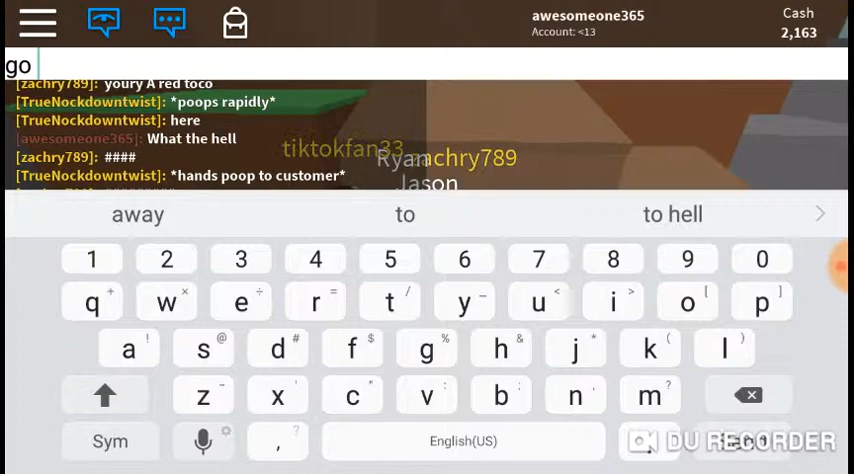 awesomeone365
Account: <13
Cash
2,163
go
[zachry789]: youry A red toco
[TrueNockdowntwist]: *poops rapidly*
[TrueNockdowntwist]: here
[awesomeone365]: What the hell
[zachry789]: ####
[TrueNockdowntwist]: *hands poop to customer*
tiktokfan33
Ryan
zachry789
Jason
away to to hell >
1 2 3 4 5 6 7 8 9 0
q + w × e ÷ r = t / y _ u < i > o [ p ]
a ! s @ d # f $ g % h & j * k ( l )
z - x ' c " v : b ; n , m ?
Sym , ? English(US) .
DU RECORDER